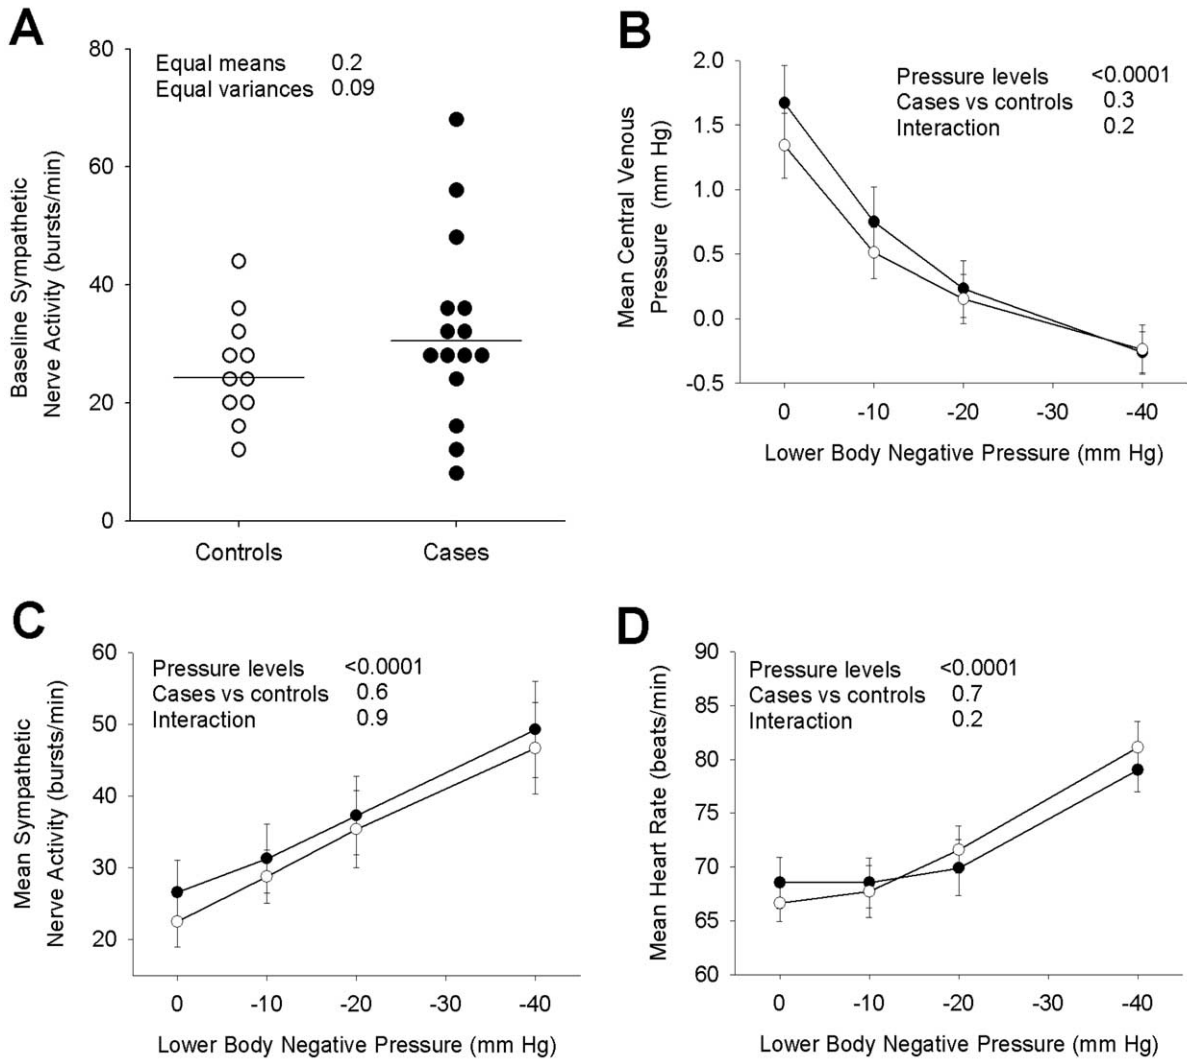 A
Equal means 0.2
Equal variances 0.09
80
60
40
20
0
Baseline Sympathetic
Nerve Activity (bursts/min)
Controls Cases
B
Pressure levels <0.0001
Cases vs controls 0.3
Interaction 0.2
2.0
1.5
1.0
0.5
0.0
-0.5
Mean Central Venous
Pressure (mm Hg)
0 -10 -20 -30 -40
Lower Body Negative Pressure (mm Hg)
C
Pressure levels <0.0001
Cases vs controls 0.6
Interaction 0.9
60
50
40
30
20
Mean Sympathetic
Nerve Activity (bursts/min)
0 -10 -20 -30 -40
Lower Body Negative Pressure (mm Hg)
D
Pressure levels <0.0001
Cases vs controls 0.7
Interaction 0.2
90
85
80
75
70
65
60
Mean Heart Rate (beats/min)
0 -10 -20 -30 -40
Lower Body Negative Pressure (mm Hg)